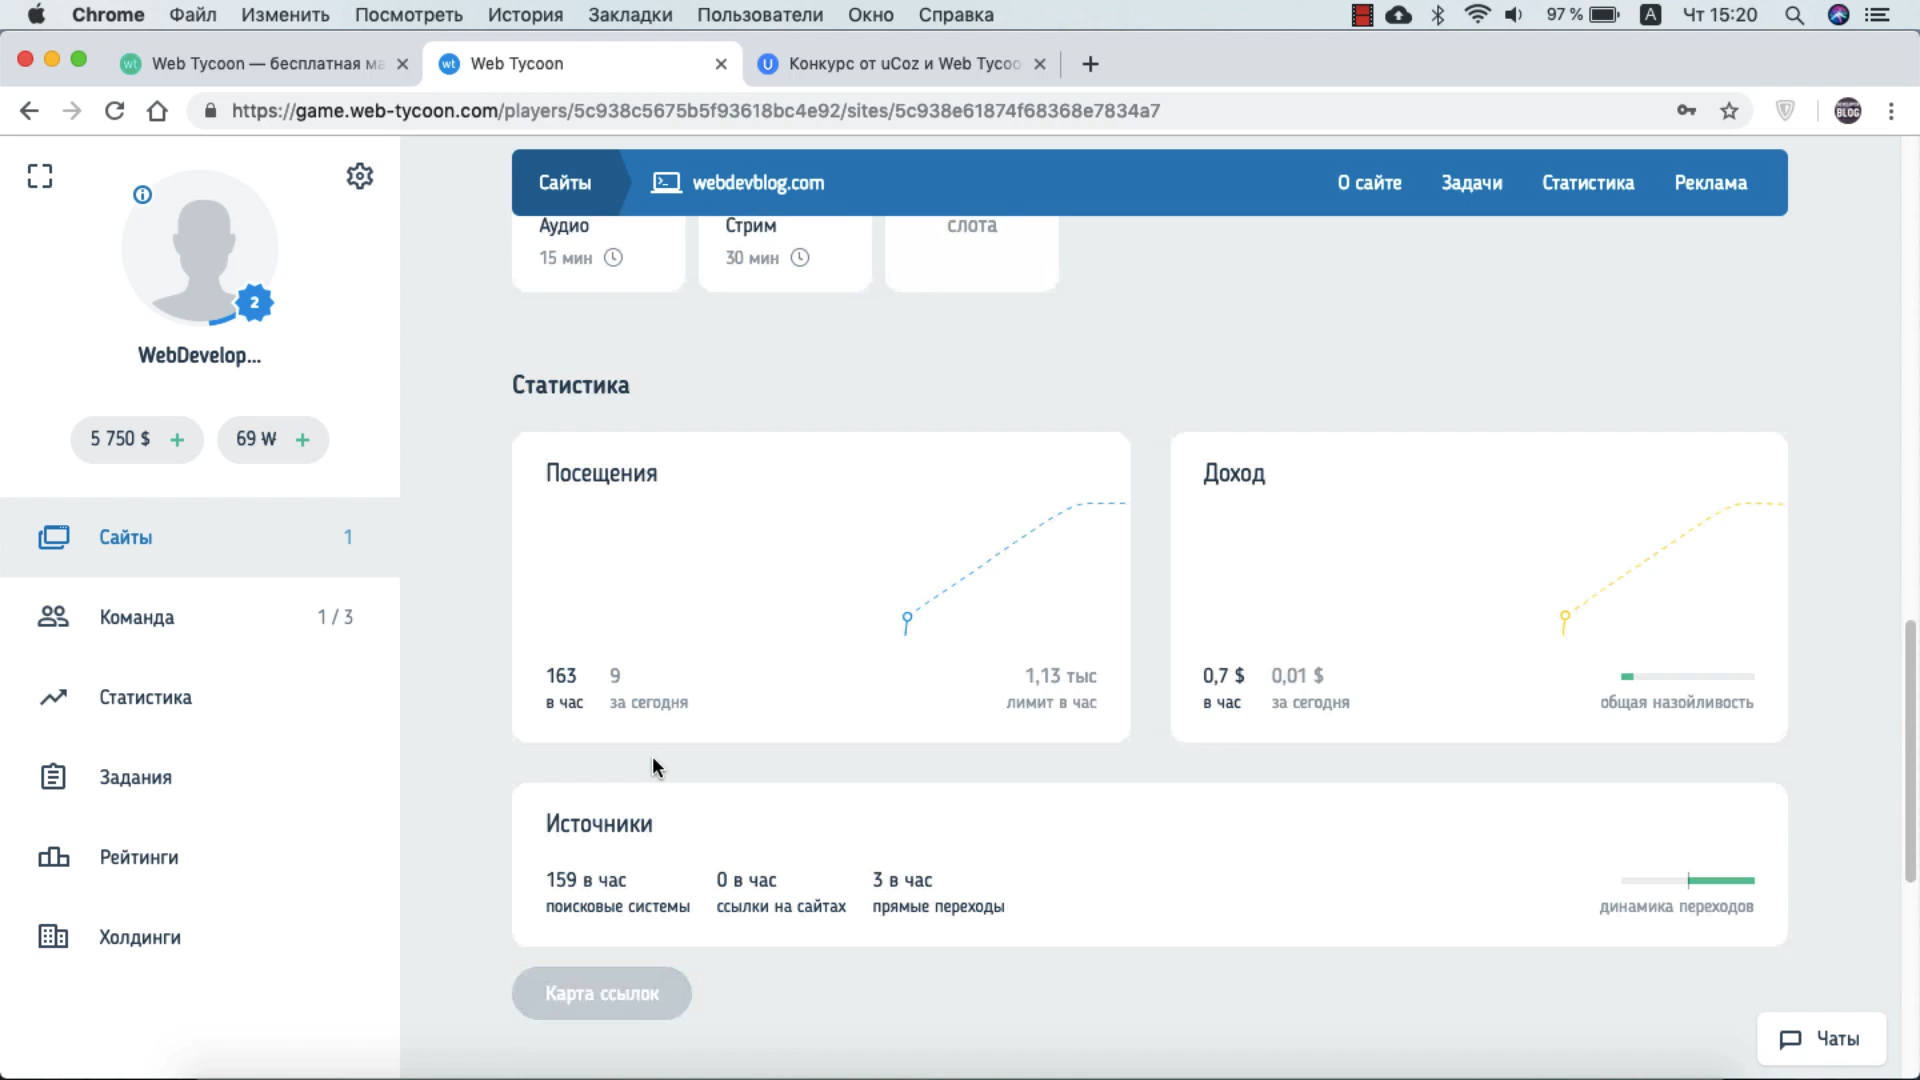 Chrome Файл Изменить Посмотреть История Закладки Пользователи Окно Справка 97 % A Чт 15:20
wt Web Tycoon — бесплатная ма
wt Web Tycoon
U Конкурс от uCoz и Web Tycoo
https://game.web-tycoon.com/players/5c938c5675b5f93618bc4e92/sites/5c938e61874f68368e7834a7
BLOG
2
WebDevelop...
5 750 $ +
69 ₩ +
Сайты 1
Команда 1 / 3
Статистика
Задания
Рейтинги
Холдинги
Сайты webdevblog.com О сайте Задачи Статистика Реклама
Аудио
15 мин
Стрим
30 мин
слота
Статистика
Посещения
163 9 1,13 тыс
в час за сегодня лимит в час
Доход
0,7 $ 0,01 $
в час за сегодня общая назойливость
Источники
159 в час 0 в час 3 в час
поисковые системы ссылки на сайтах прямые переходы динамика переходов
Карта ссылок
Чаты